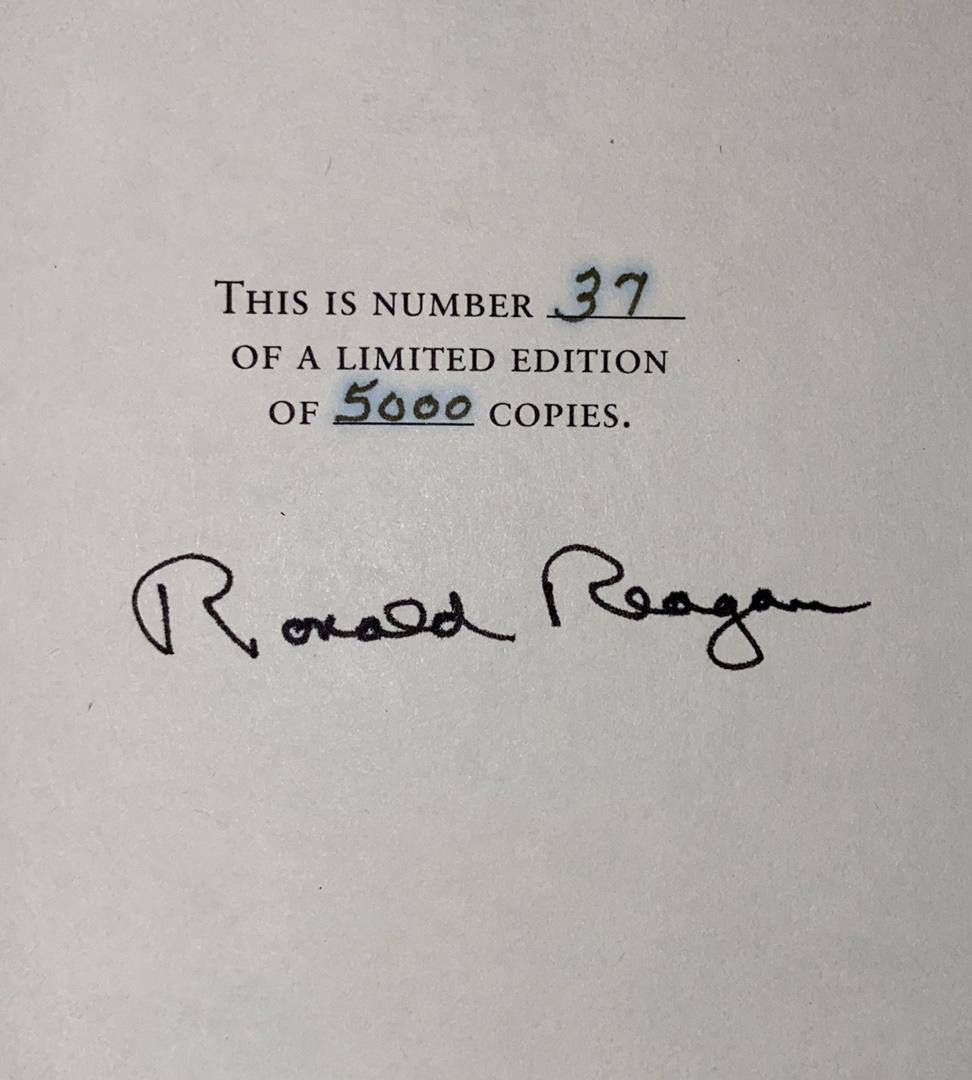 THIS IS NUMBER 37
OF A LIMITED EDITION
OF 5000 COPIES.
Ronald Reagan